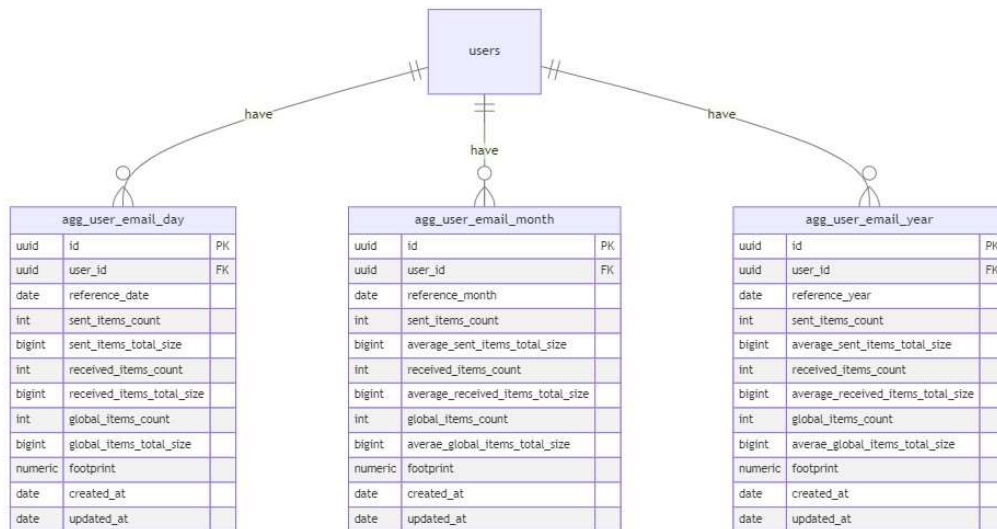 users
have
have
have
agg_user_email_day
uuid id PK
uuid user_id FK
date reference_date
int sent_items_count
bigint sent_items_total_size
int received_items_count
bigint received_items_total_size
int global_items_count
bigint global_items_total_size
numeric footprint
date created_at
date updated_at
agg_user_email_month
uuid id PK
uuid user_id FK
date reference_month
int sent_items_count
bigint average_sent_items_total_size
int received_items_count
bigint average_received_items_total_size
int global_items_count
bigint averae_global_items_total_size
numeric footprint
date created_at
date updated_at
agg_user_email_year
uuid id PK
uuid user_id FK
date reference_year
int sent_items_count
bigint average_sent_items_total_size
int received_items_count
bigint average_received_items_total_size
int global_items_count
bigint averae_global_items_total_size
numeric footprint
date created_at
date updated_at